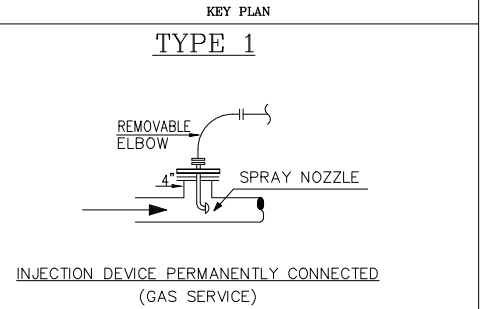 KEY PLAN
TYPE 1
REMOVABLE
ELBOW
4"
SPRAY NOZZLE
INJECTION DEVICE PERMANENTLY CONNECTED
(GAS SERVICE)